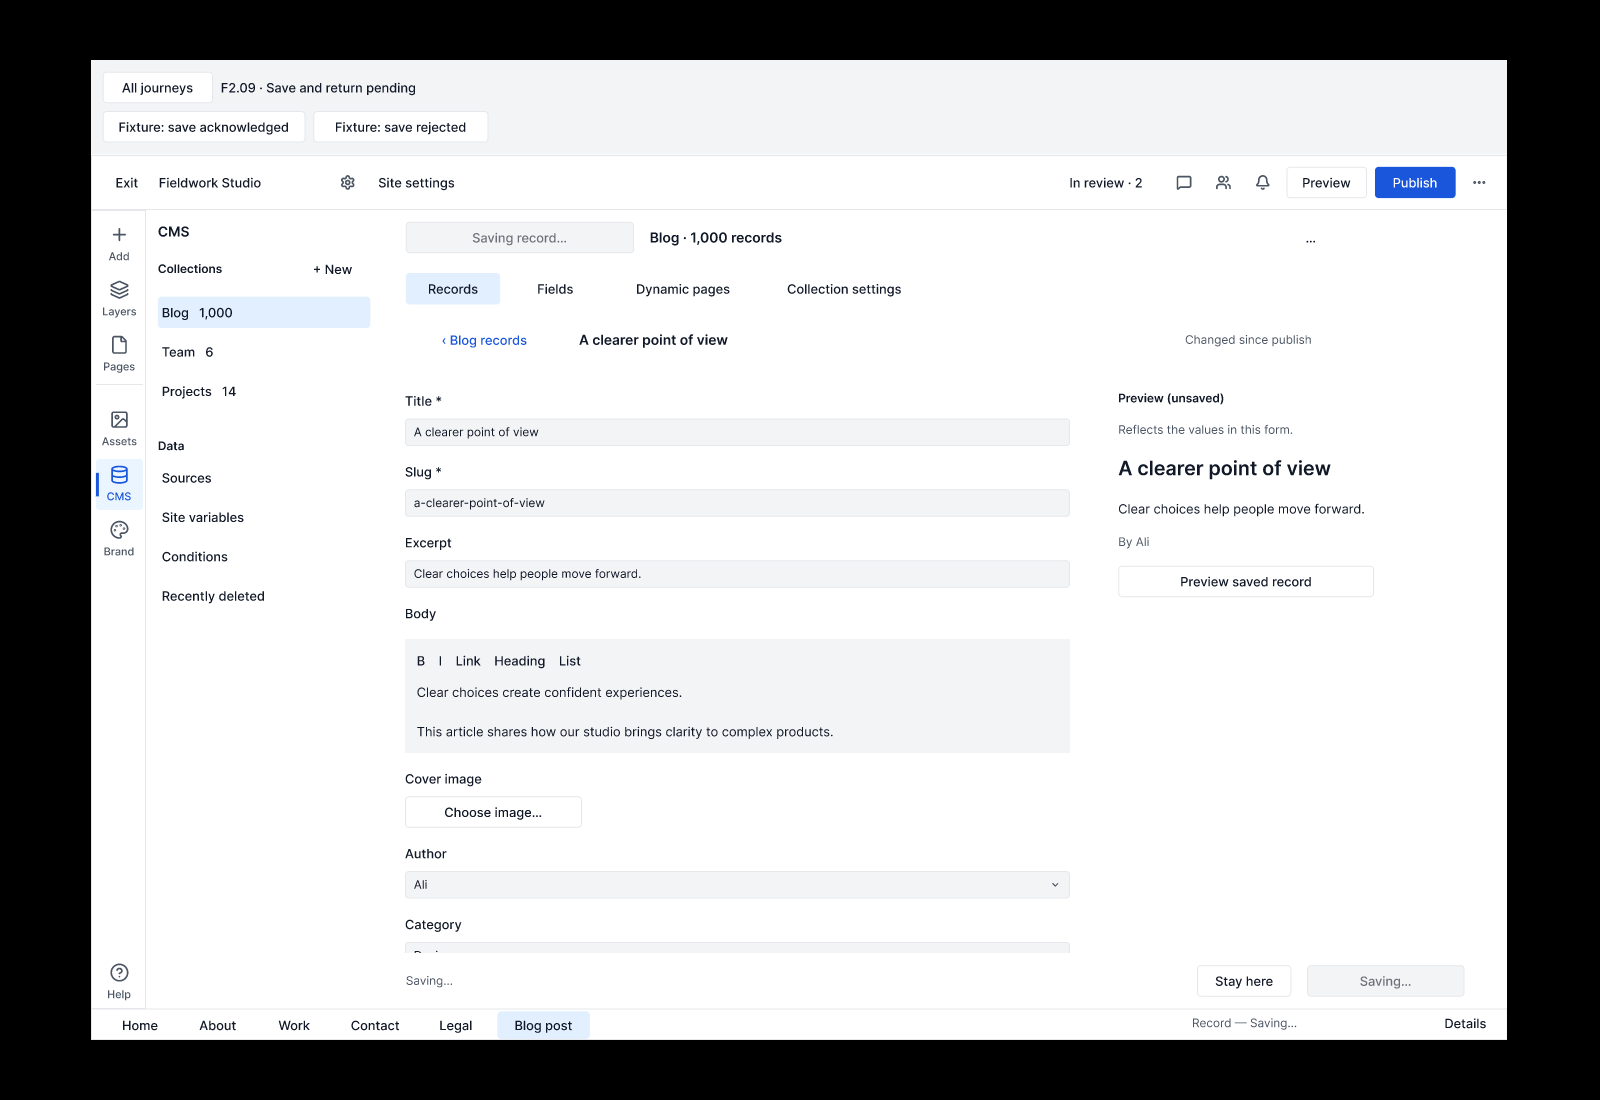 All journeys F2.09 · Save and return pending
Fixture: save acknowledged Fixture: save rejected
Exit Fieldwork Studio Site settings In review · 2 Preview Publish ···
Add
Layers
Pages
Assets
CMS
Brand
Help
CMS
Collections + New
Blog 1,000
Team 6
Projects 14
Data
Sources
Site variables
Conditions
Recently deleted
Saving record... Blog · 1,000 records ...
Records Fields Dynamic pages Collection settings
‹ Blog records A clearer point of view Changed since publish
Title *
A clearer point of view
Slug *
a-clearer-point-of-view
Excerpt
Clear choices help people move forward.
Body
B I Link Heading List
Clear choices create confident experiences.
This article shares how our studio brings clarity to complex products.
Cover image
Choose image...
Author
Ali
Category
Preview (unsaved)
Reflects the values in this form.
A clearer point of view
Clear choices help people move forward.
By Ali
Preview saved record
Saving... Stay here Saving...
Home About Work Contact Legal Blog post Record — Saving... Details